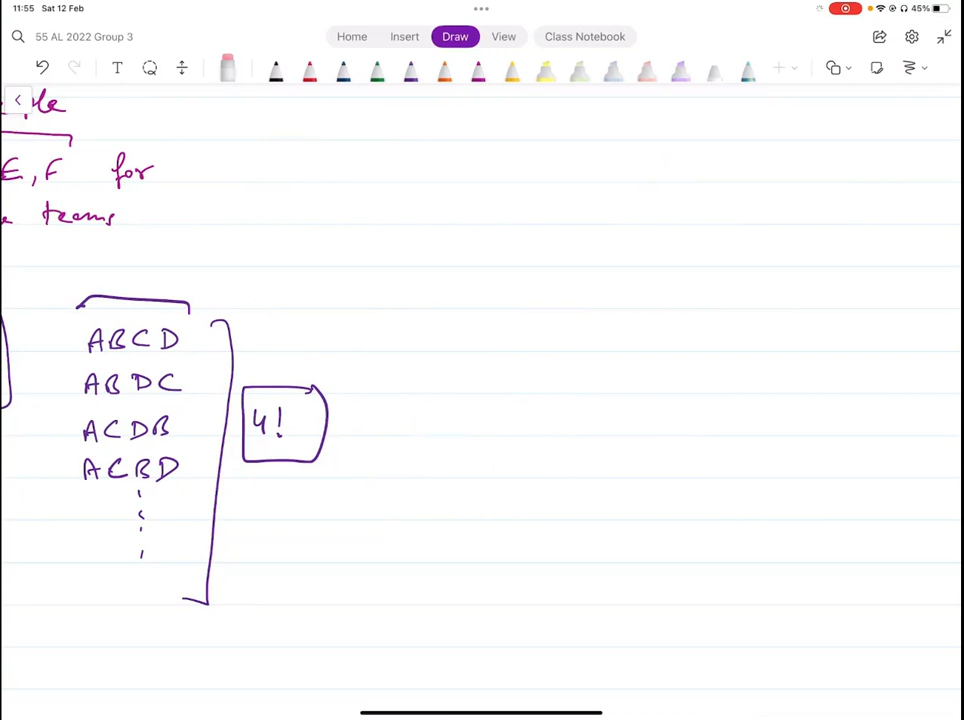 11:55 Sat 12 Feb
45%
55 AL 2022 Group 3
Home Insert Draw View Class Notebook
E, F for
teams
ABCD
ABDC
4!
ACDB
ACBD